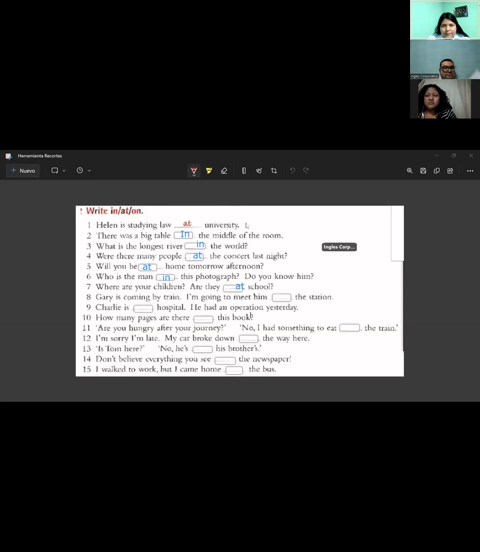 Ingles Corporativo
Herramienta Recortes
+ Nuevo
! Write in/at/on.
1 Helen is studying law at university.
2 There was a big table in the middle of the room.
3 What is the longest river in the world?
Ingles Corp...
4 Were there many people at the concert last night?
5 Will you be at home tomorrow afternoon?
6 Who is the man in this photograph? Do you know him?
7 Where are your children? Are they at school?
8 Gary is coming by train. I'm going to meet him the station.
9 Charlie is hospital. He had an operation yesterday.
10 How many pages are there this book?
11 'Are you hungry after your journey?' 'No, I had something to eat the train.'
12 I'm sorry I'm late. My car broke down the way here.
13 'Is Tom here?' 'No, he's his brother's.'
14 Don't believe everything you see the newspaper!
15 I walked to work, but I came home the bus.